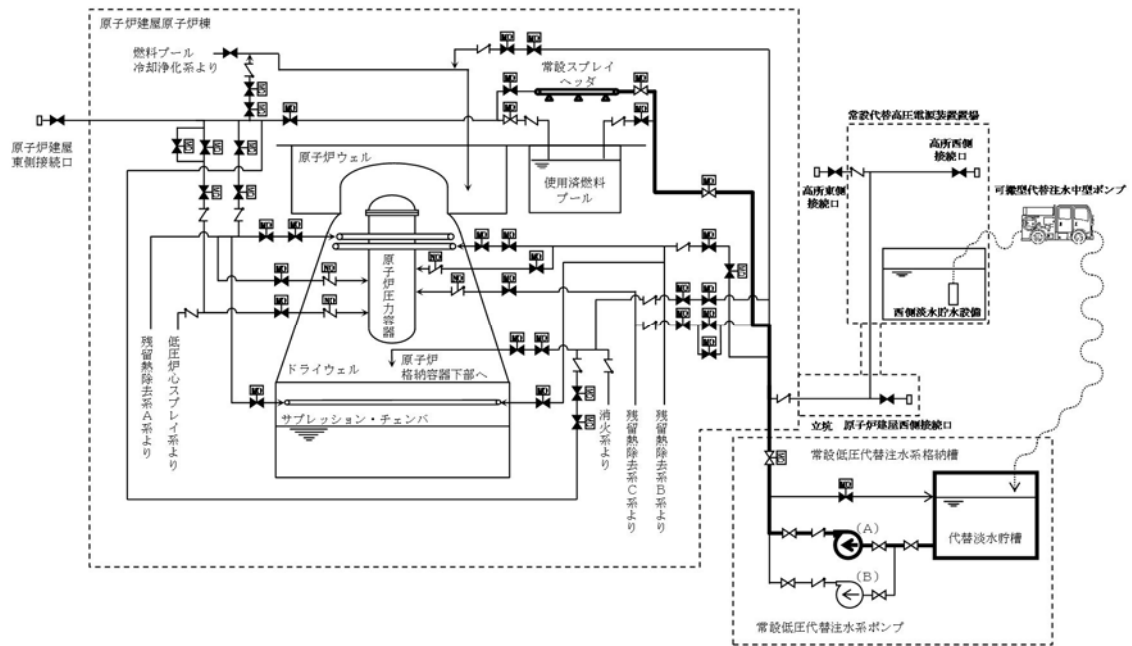 原子炉建屋原子炉棟
燃料プール
冷却浄化系より
原子炉建屋
東側接続口
常設スプレイ
ヘッダ
原子炉ウェル
使用済燃料
プール
原子炉圧力容器
ドライウェル
原子炉
格納容器下部へ
サプレッション・チェンバ
残留熱除去系A系より
低圧炉心スプレイ系より
消火系より
残留熱除去系C系より
残留熱除去系B系より
常設代替高圧電源装置置場
高所西側
接続口
高所東側
接続口
可搬型代替注水中型ポンプ
西側淡水貯水設備
立坑
原子炉建屋西側接続口
常設低圧代替注水系格納槽
代替淡水貯槽
(A)
(B)
常設低圧代替注水系ポンプ